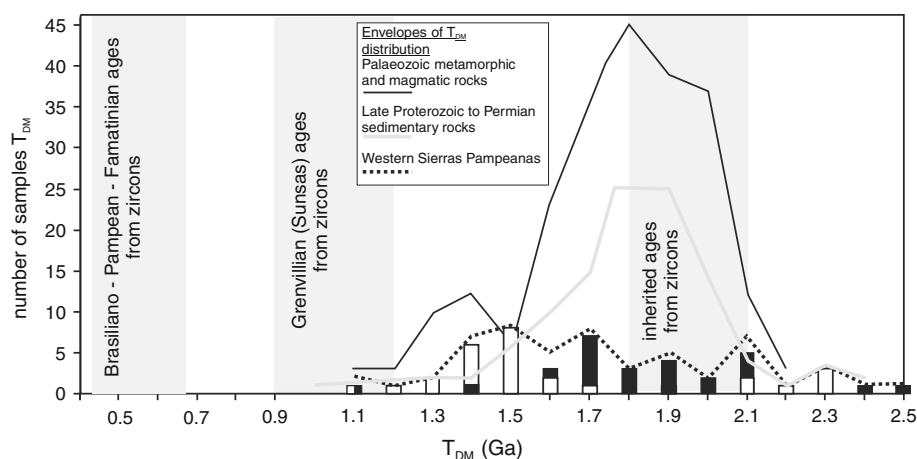 45
40
35
30
25
20
15
10
5
0
number of samples T_DM
Brasiliano - Pampean - Famatinian ages
from zircons
Grenvillian (Sunsas) ages
from zircons
Envelopes of T_DM
distribution
Palaeozoic metamorphic
and magmatic rocks
Late Proterozoic to Permian
sedimentary rocks
Western Sierras Pampeanas
inherited ages
from zircons
0.5 0.7 0.9 1.1 1.3 1.5 1.7 1.9 2.1 2.3 2.5
T_DM (Ga)